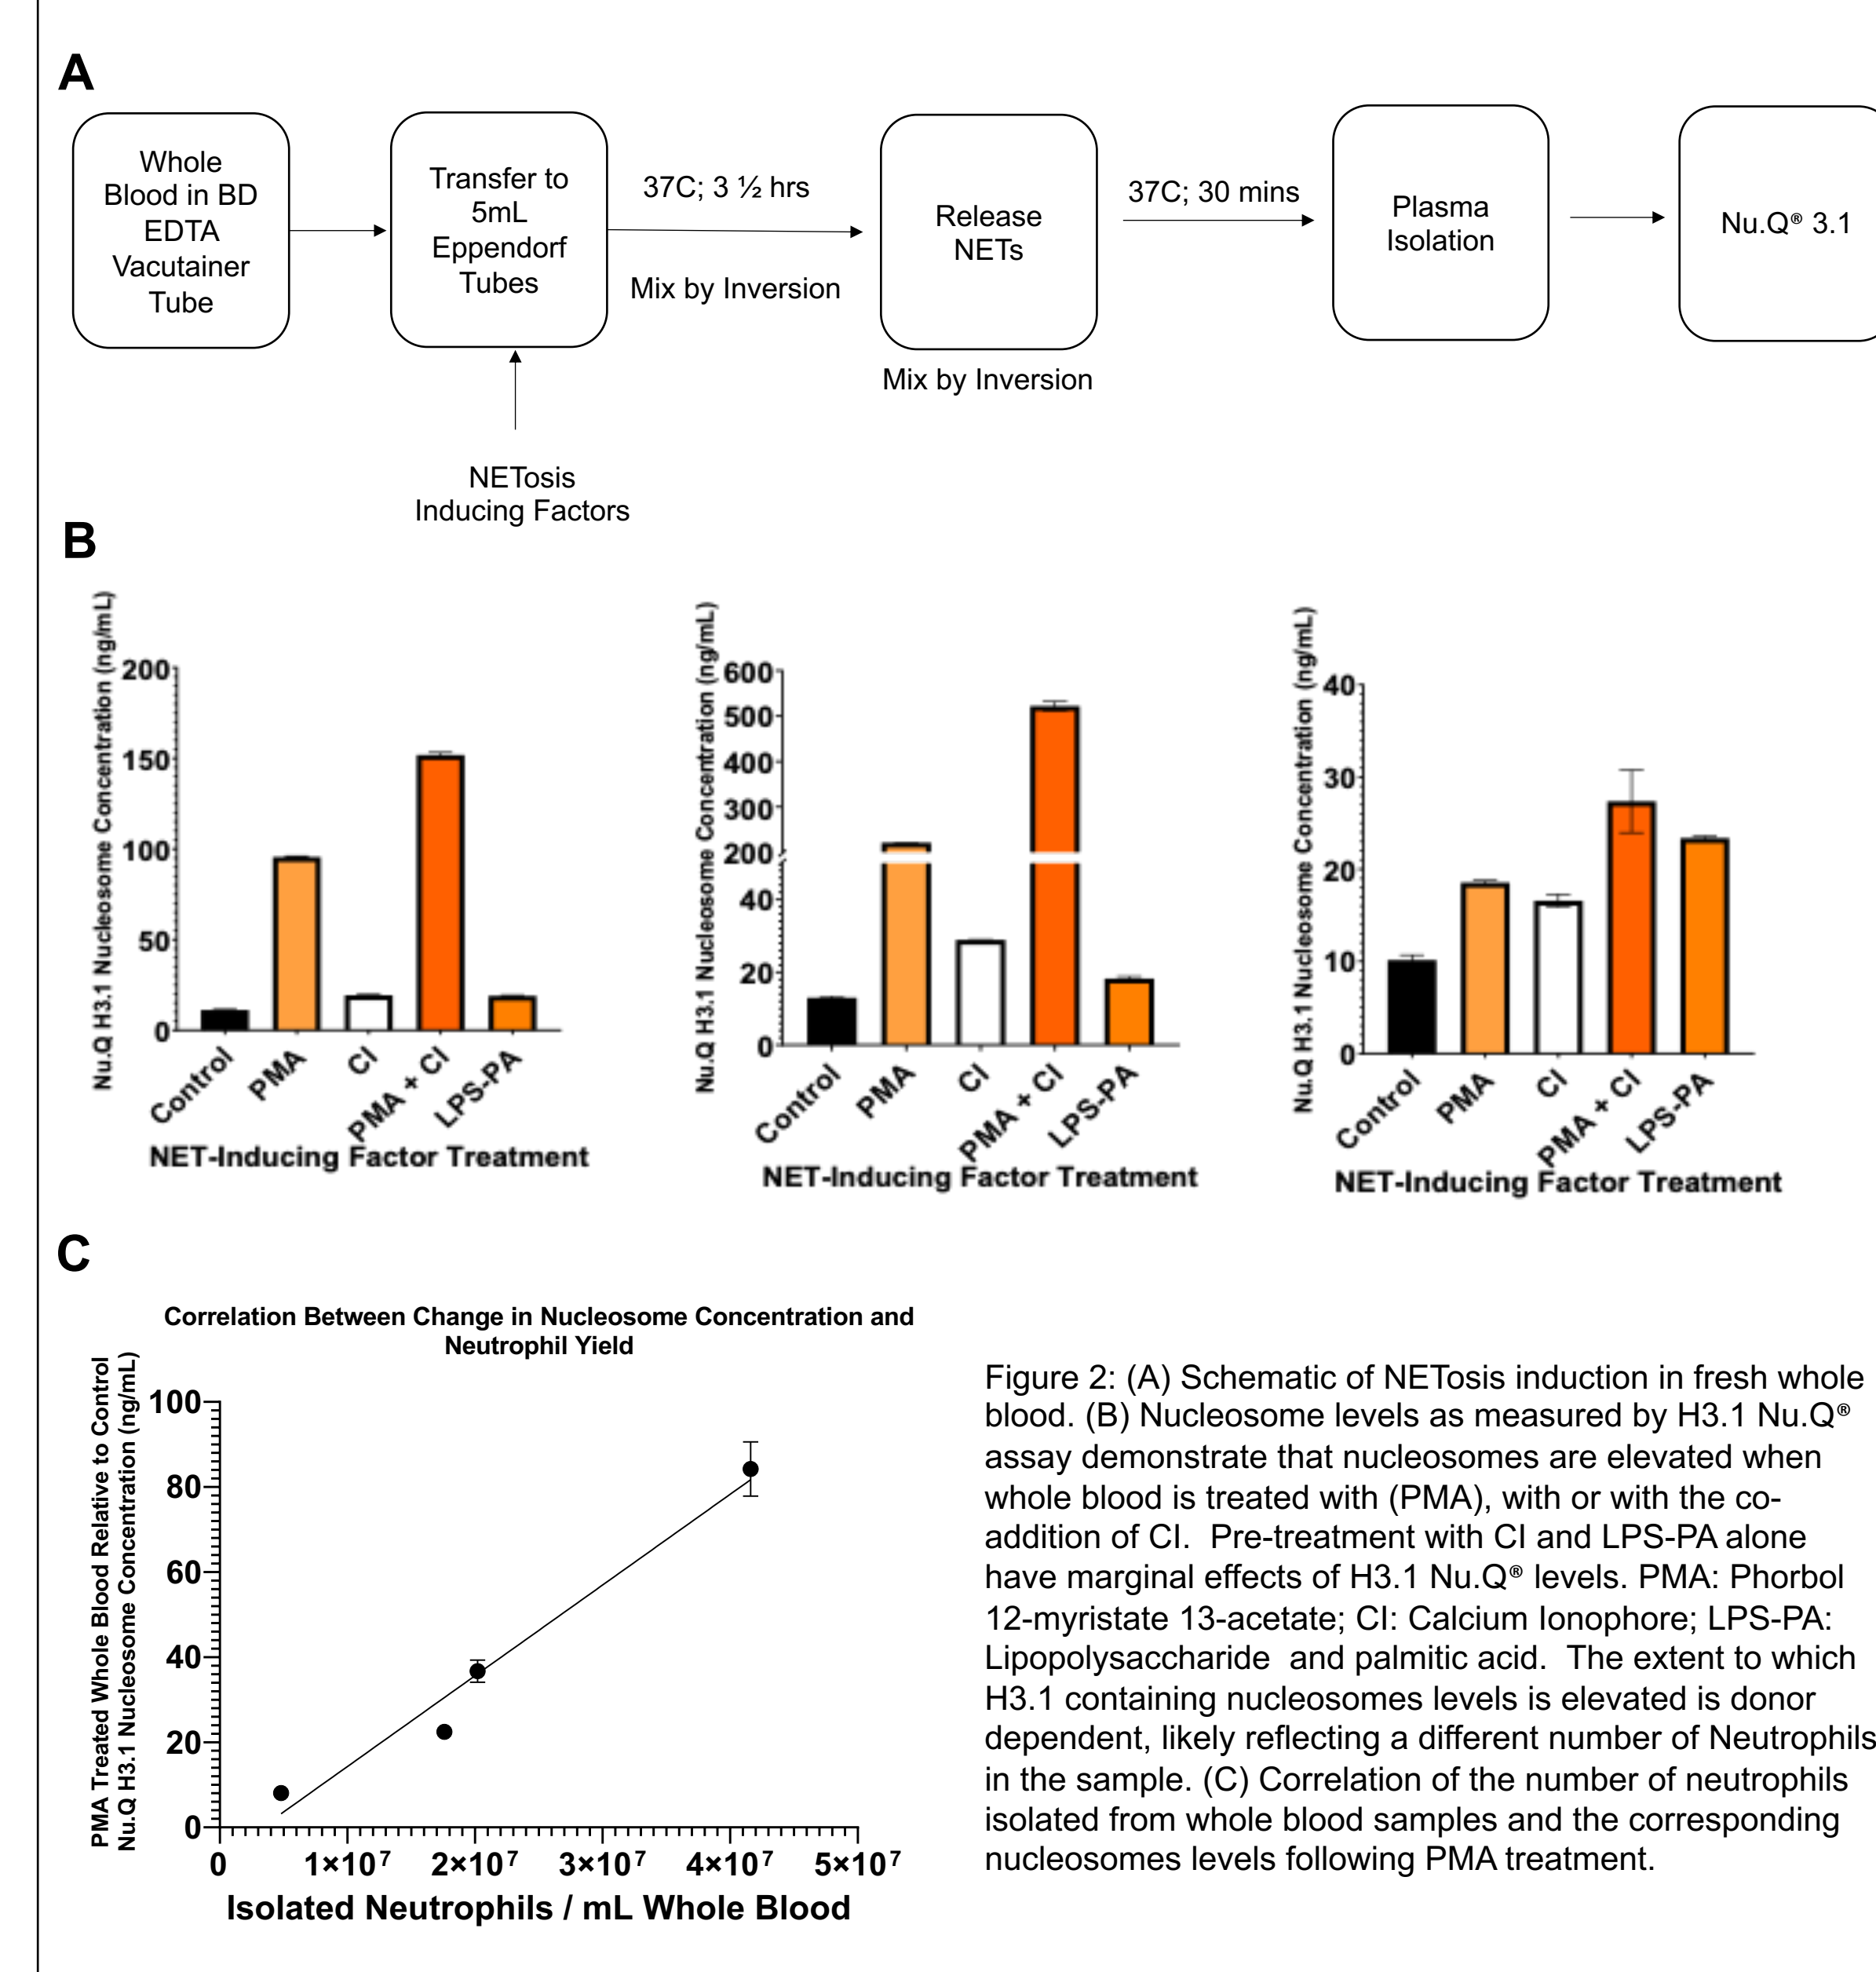 A
Whole
Blood in BD
EDTA
Vacutainer
Tube
Transfer to
5mL
Eppendorf
Tubes
37C; 3 ½ hrs
Mix by Inversion
Release
NETs
Mix by Inversion
37C; 30 mins
Plasma
Isolation
Nu.Q® 3.1
NETosis
Inducing Factors
B
Nu.Q H3.1 Nucleosome Concentration (ng/mL)
200
150
100
50
0
Control
PMA
CI
PMA + CI
LPS-PA
NET-Inducing Factor Treatment
Nu.Q H3.1 Nucleosome Concentration (ng/mL)
600
500
400
300
200
40
20
0
Control
PMA
CI
PMA + CI
LPS-PA
NET-Inducing Factor Treatment
Nu.Q H3.1 Nucleosome Concentration (ng/mL)
40
30
20
10
0
Control
PMA
CI
PMA + CI
LPS-PA
NET-Inducing Factor Treatment
C
Correlation Between Change in Nucleosome Concentration and
Neutrophil Yield
PMA Treated Whole Blood Relative to Control
Nu.Q H3.1 Nucleosome Concentration (ng/mL)
100
80
60
40
20
0
0
1×10⁷
2×10⁷
3×10⁷
4×10⁷
5×10⁷
Isolated Neutrophils / mL Whole Blood
Figure 2: (A) Schematic of NETosis induction in fresh whole
blood. (B) Nucleosome levels as measured by H3.1 Nu.Q®
assay demonstrate that nucleosomes are elevated when
whole blood is treated with (PMA), with or with the co-
addition of CI.  Pre-treatment with CI and LPS-PA alone
have marginal effects of H3.1 Nu.Q® levels. PMA: Phorbol
12-myristate 13-acetate; CI: Calcium Ionophore; LPS-PA:
Lipopolysaccharide  and palmitic acid.  The extent to which
H3.1 containing nucleosomes levels is elevated is donor
dependent, likely reflecting a different number of Neutrophils
in the sample. (C) Correlation of the number of neutrophils
isolated from whole blood samples and the corresponding
nucleosomes levels following PMA treatment.